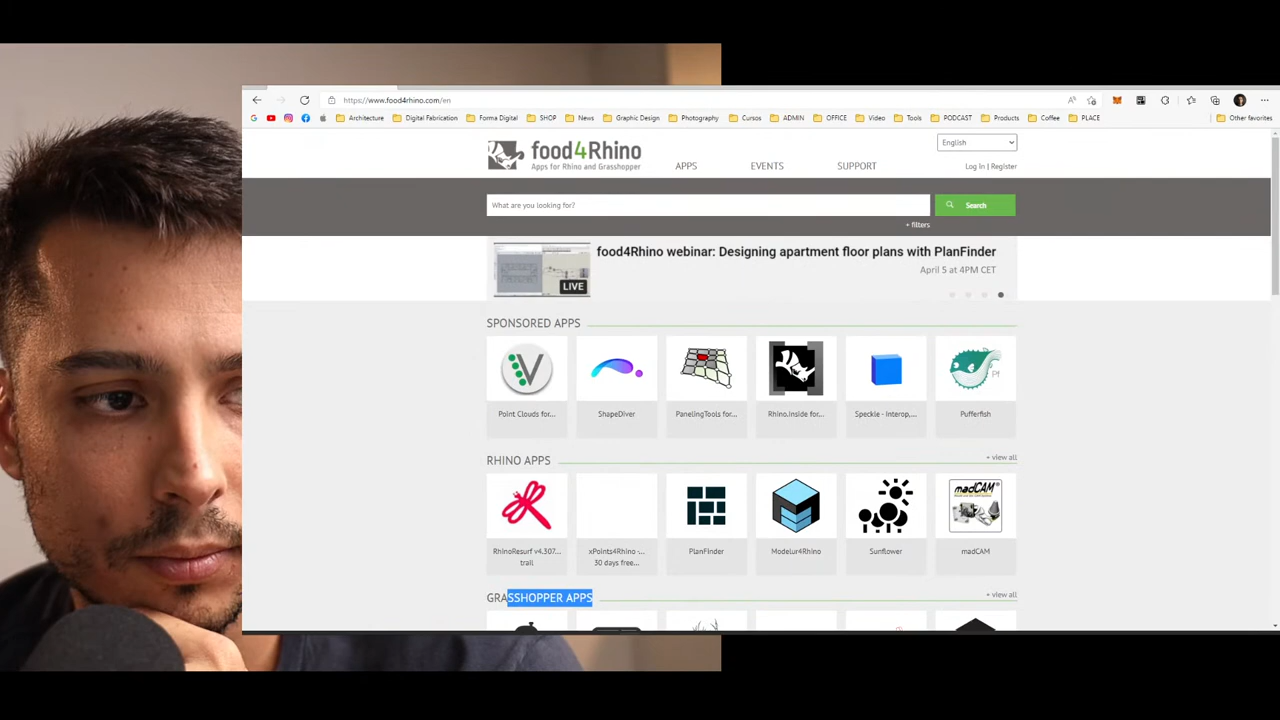 https://www.food4rhino.com/en
Architecture
Digital Fabrication
Forma Digital
SHOP
News
Graphic Design
Photography
Cursos
ADMIN
OFFICE
Video
Tools
PODCAST
Products
Coffee
PLACE
Other favorites
food4Rhino
Apps for Rhino and Grasshopper
APPS
EVENTS
SUPPORT
English
Log in | Register
What are you looking for?
Search
+ filters
LIVE
food4Rhino webinar: Designing apartment floor plans with PlanFinder
April 5 at 4PM CET
SPONSORED APPS
V
Pf
Point Clouds for...
ShapeDiver
PanelingTools for...
Rhino.Inside for...
Speckle - Interop,...
Pufferfish
RHINO APPS
+ view all
madCAM
RhinoResurf v4.307...
trail
xPoints4Rhino -...
30 days free...
PlanFinder
Modelur4Rhino
Sunflower
madCAM
GRASSHOPPER APPS
+ view all